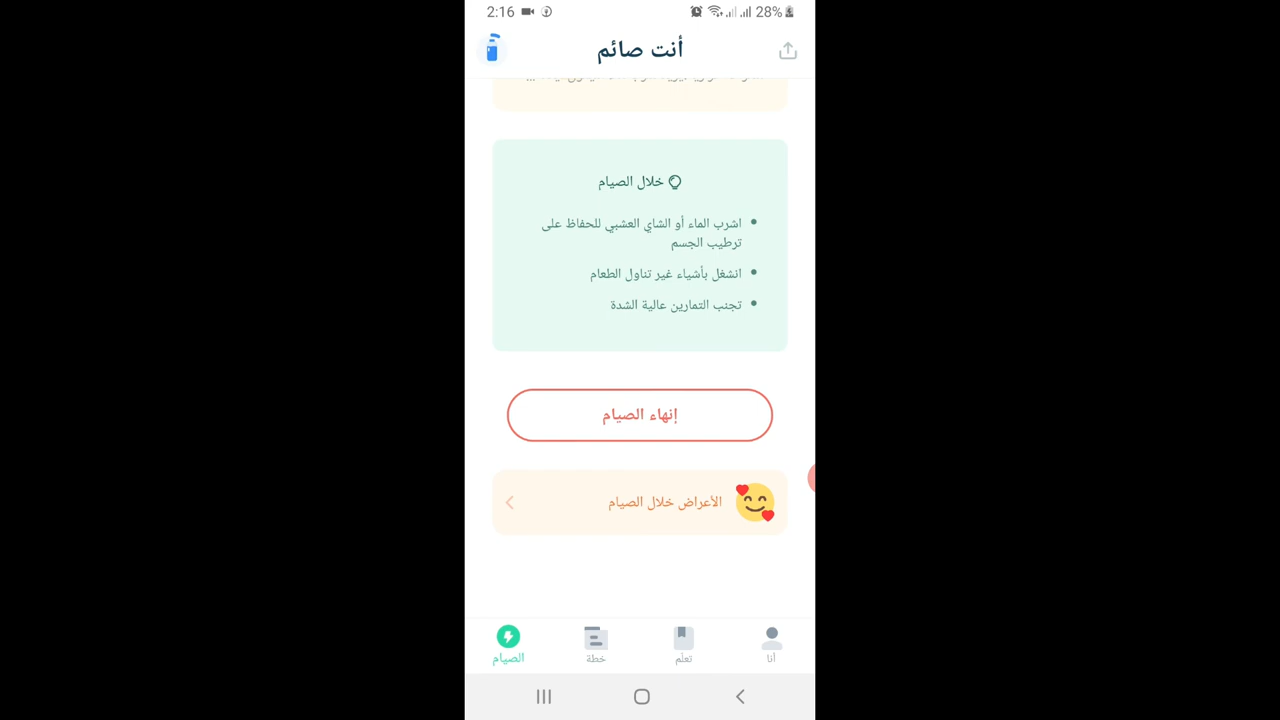 2:16
28%
أنت صائم
خلال الصيام
اشرب الماء أو الشاي العشبي للحفاظ على
ترطيب الجسم
انشغل بأشياء غير تناول الطعام
تجنب التمارين عالية الشدة
إنهاء الصيام
الأعراض خلال الصيام
أنا
تعلّم
خطة
الصيام